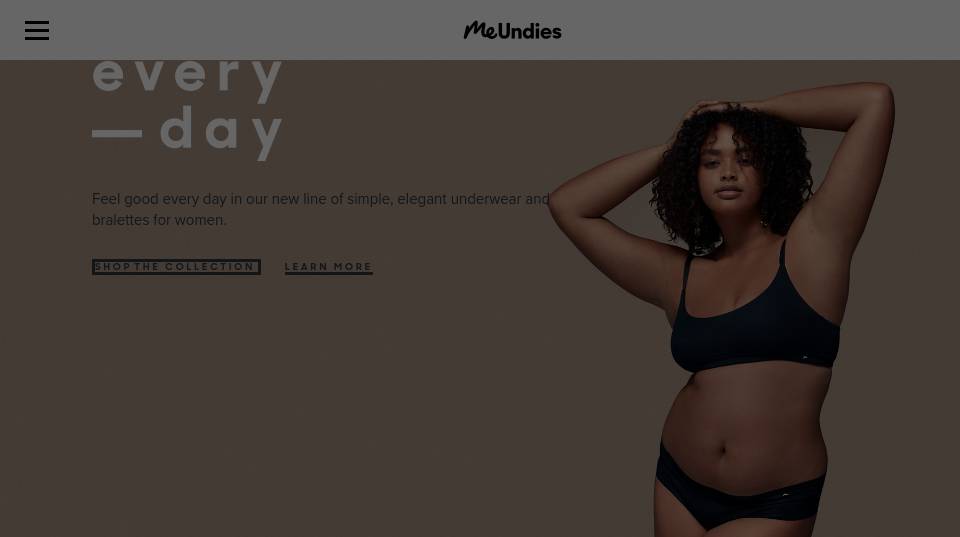 MeUndies
every
— day
Feel good every day in our new line of simple, elegant underwear and
bralettes for women.
SHOP THE COLLECTION
LEARN MORE